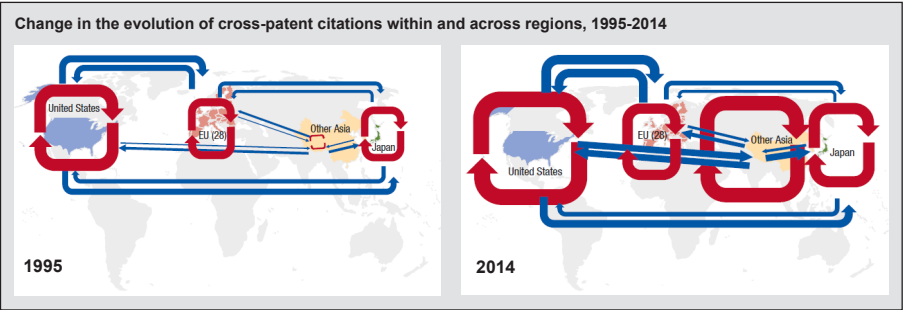 Change in the evolution of cross-patent citations within and across regions, 1995-2014
United States
EU (28)
Other Asia
Japan
1995
United States
EU (28)
Other Asia
Japan
2014